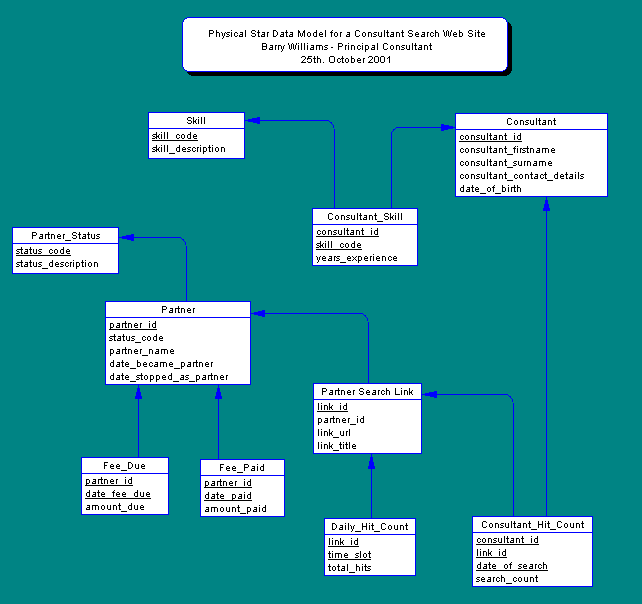 Physical Star Data Model for a Consultant Search Web Site
Barry Williams - Principal Consultant
25th. October 2001
Skill
skill_code
skill_description
Consultant
consultant_id
consultant_firstname
consultant_surname
consultant_contact_details
date_of_birth
Consultant_Skill
consultant_id
skill_code
years_experience
Partner_Status
status_code
status_description
Partner
partner_id
status_code
partner_name
date_became_partner
date_stopped_as_partner
Partner Search Link
link_id
partner_id
link_url
link_title
Fee_Due
partner_id
date_fee_due
amount_due
Fee_Paid
partner_id
date_paid
amount_paid
Daily_Hit_Count
link_id
time_slot
total_hits
Consultant_Hit_Count
consultant_id
link_id
date_of_search
search_count